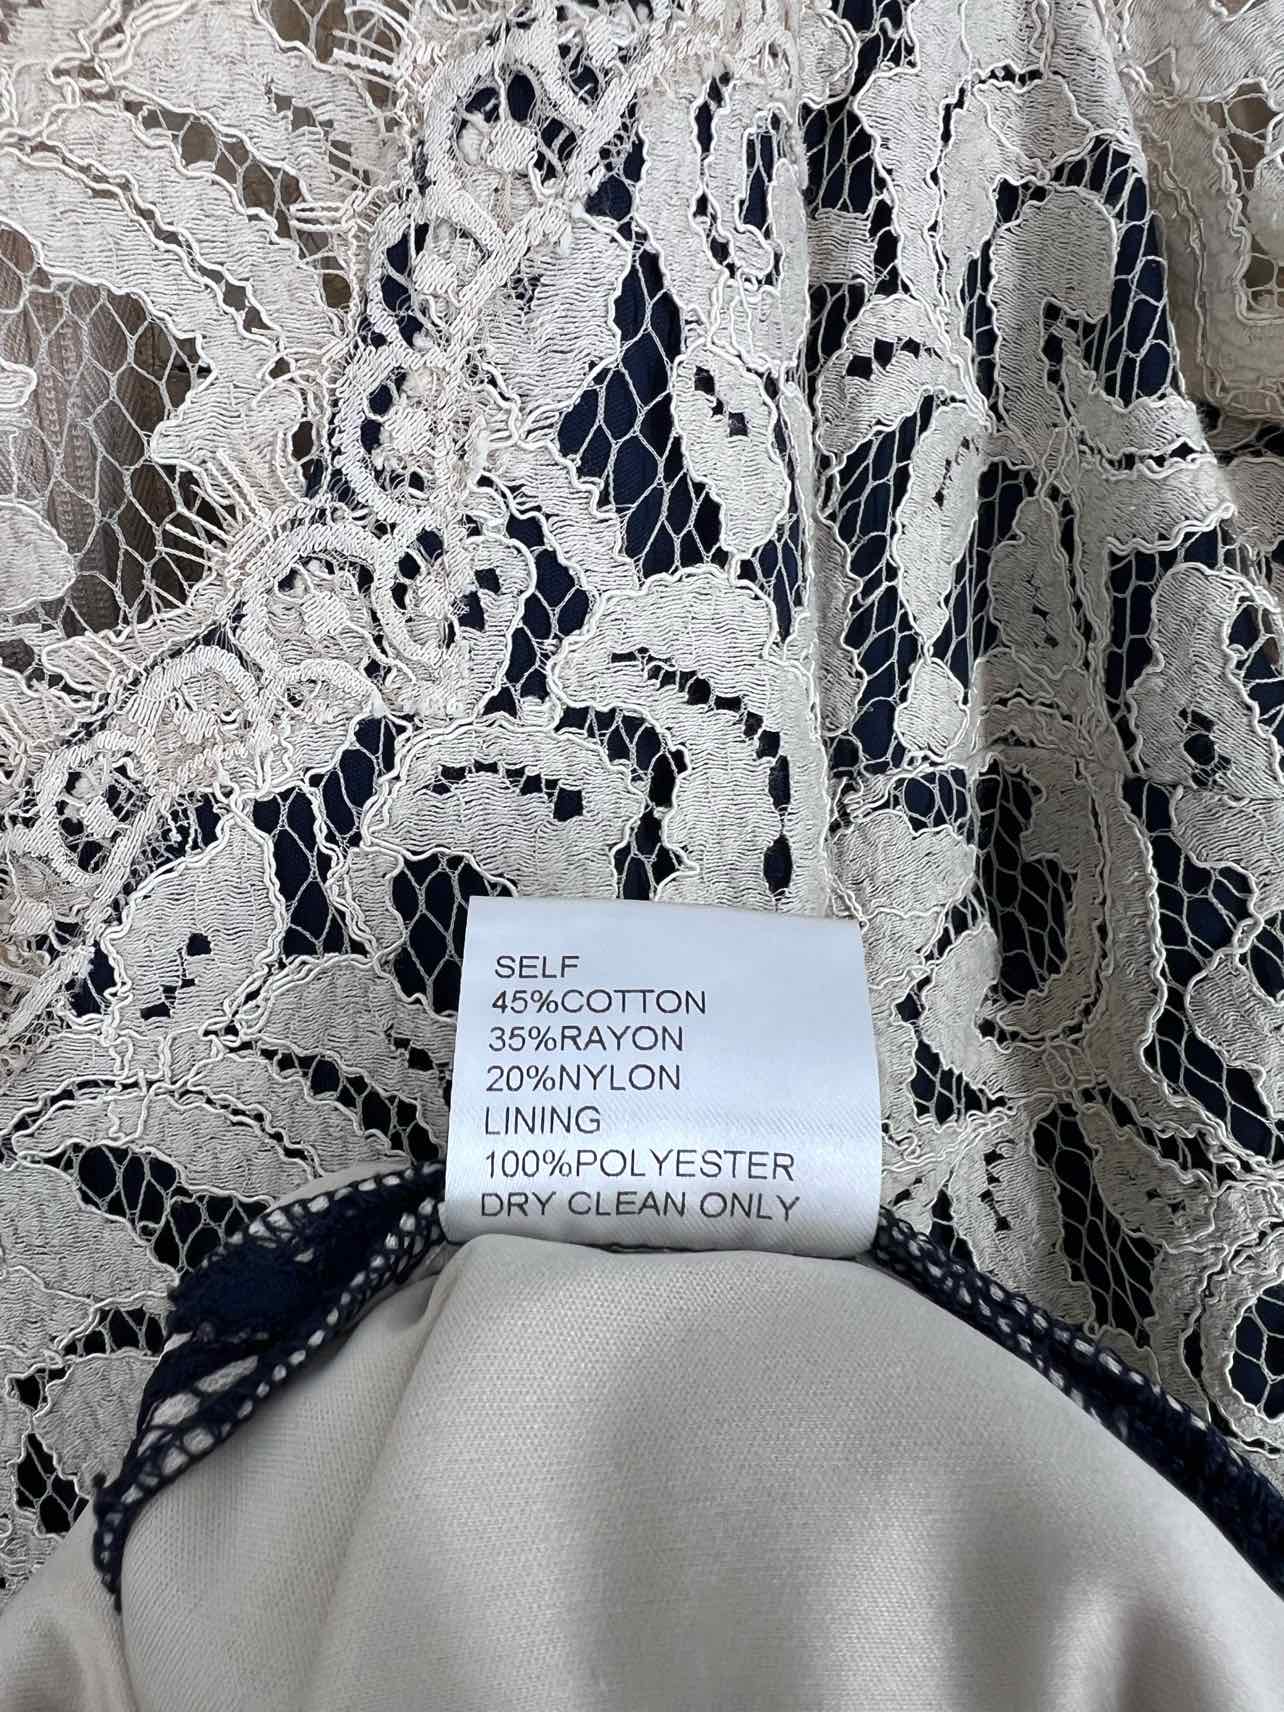 SELF
45%COTTON
35%RAYON
20%NYLON
LINING
100%POLYESTER
DRY CLEAN ONLY